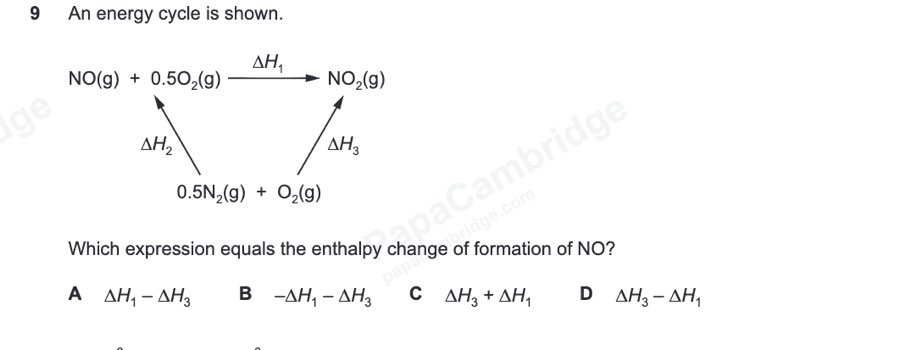 9 An energy cycle is shown.
ΔH₁
NO(g) + 0.5O₂(g) NO₂(g)
ΔH₂ ΔH₃
0.5N₂(g) + O₂(g)
PapaCambridge
Which expression equals the enthalpy change of formation of NO?
A ΔH₁ – ΔH₃ B –ΔH₁ – ΔH₃ C ΔH₃ + ΔH₁ D ΔH₃ – ΔH₁